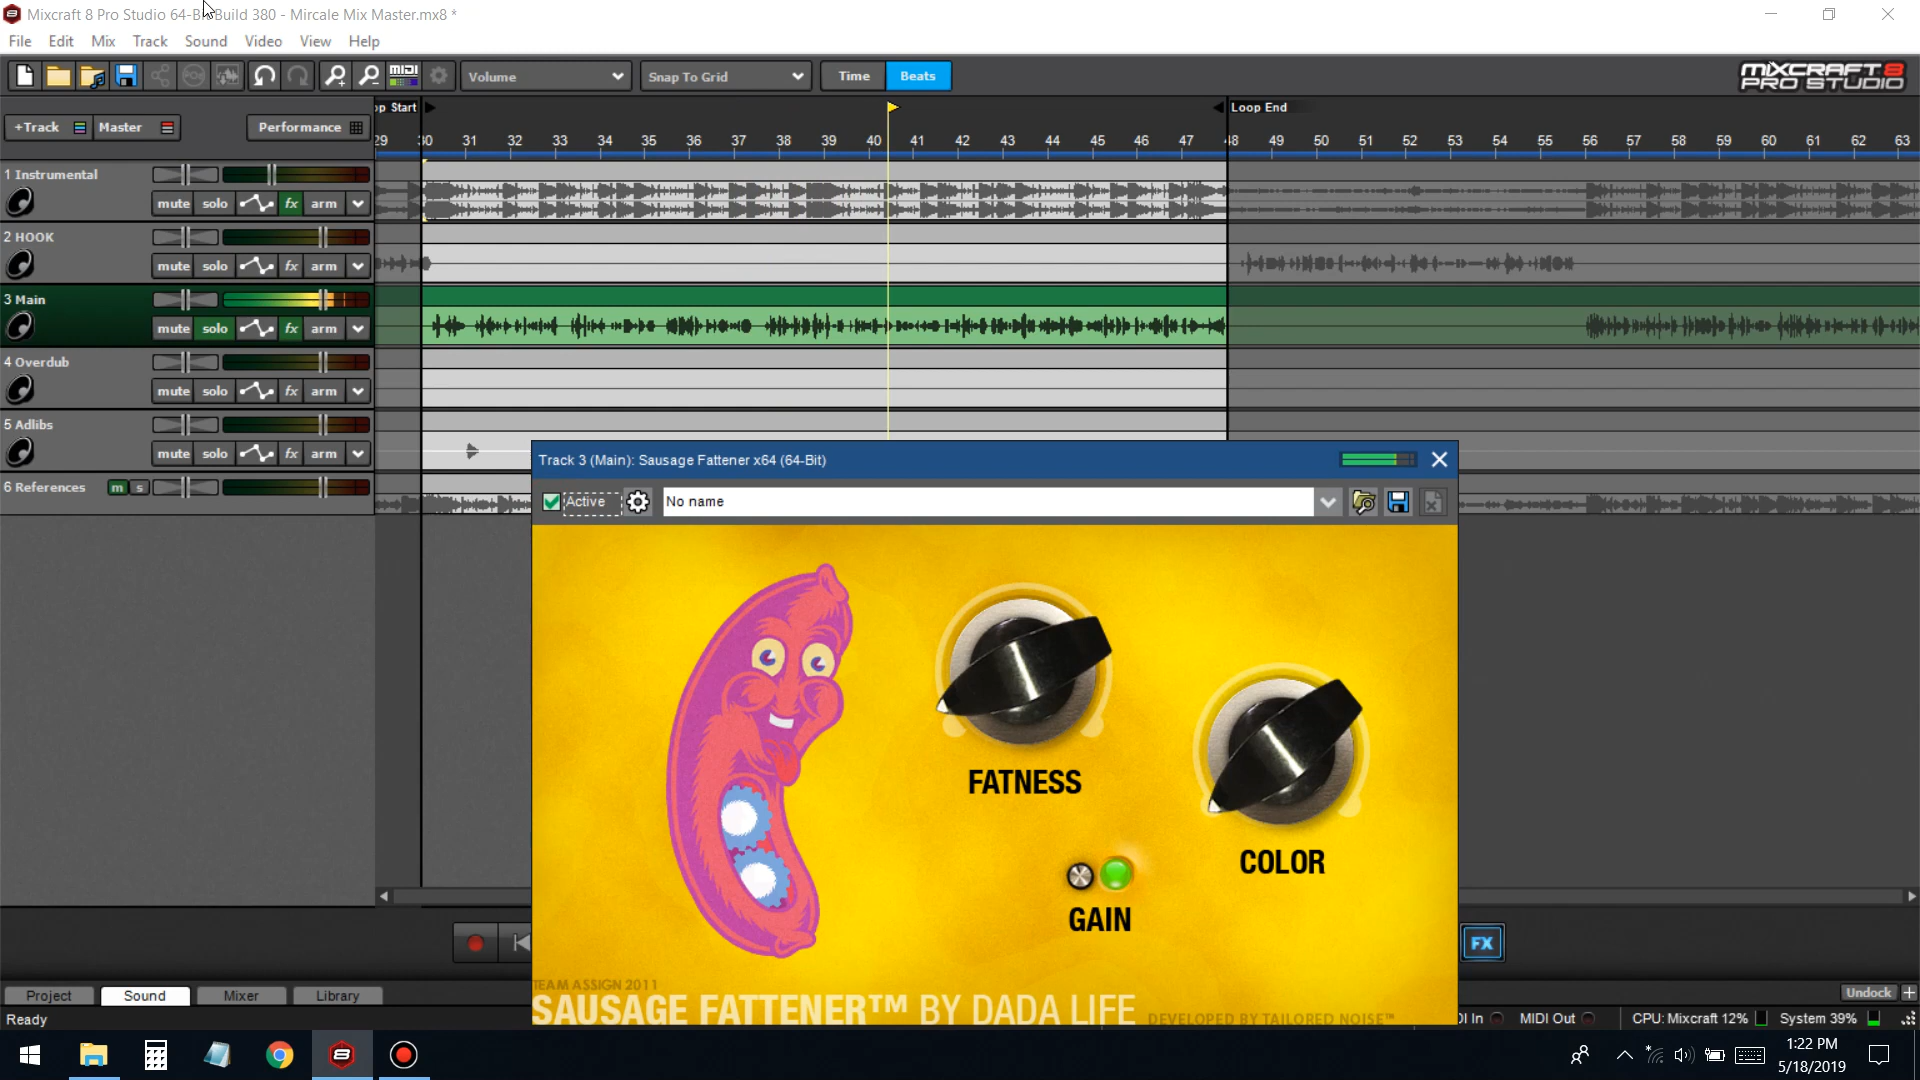 Mixcraft 8 Pro Studio 64-Bit Build 380 - Mircale Mix Master.mx8 *
File Edit Mix Track Sound Video View Help
MIDI Volume Snap To Grid Time Beats
MIXCRAFT 8
PRO STUDIO
op Start Loop End
+Track Master Performance
29 30 31 32 33 34 35 36 37 38 39 40 41 42 43 44 45 46 47 48 49 50 51 52 53 54 55 56 57 58 59 60 61 62 63
1 Instrumental
mute solo fx arm
2 HOOK
mute solo fx arm
3 Main
mute solo fx arm
4 Overdub
mute solo fx arm
5 Adlibs
mute solo fx arm
6 References m s
Track 3 (Main): Sausage Fattener x64 (64-Bit)
Active No name
FATNESS
COLOR
GAIN
TEAM ASSIGN 2011
SAUSAGE FATTENER™ BY DADA LIFE
DEVELOPED BY TAILORED NOISE™
FX
Project Sound Mixer Library
Undock +
Ready
DI In MIDI Out CPU: Mixcraft 12% System 39%
1:22 PM
5/18/2019